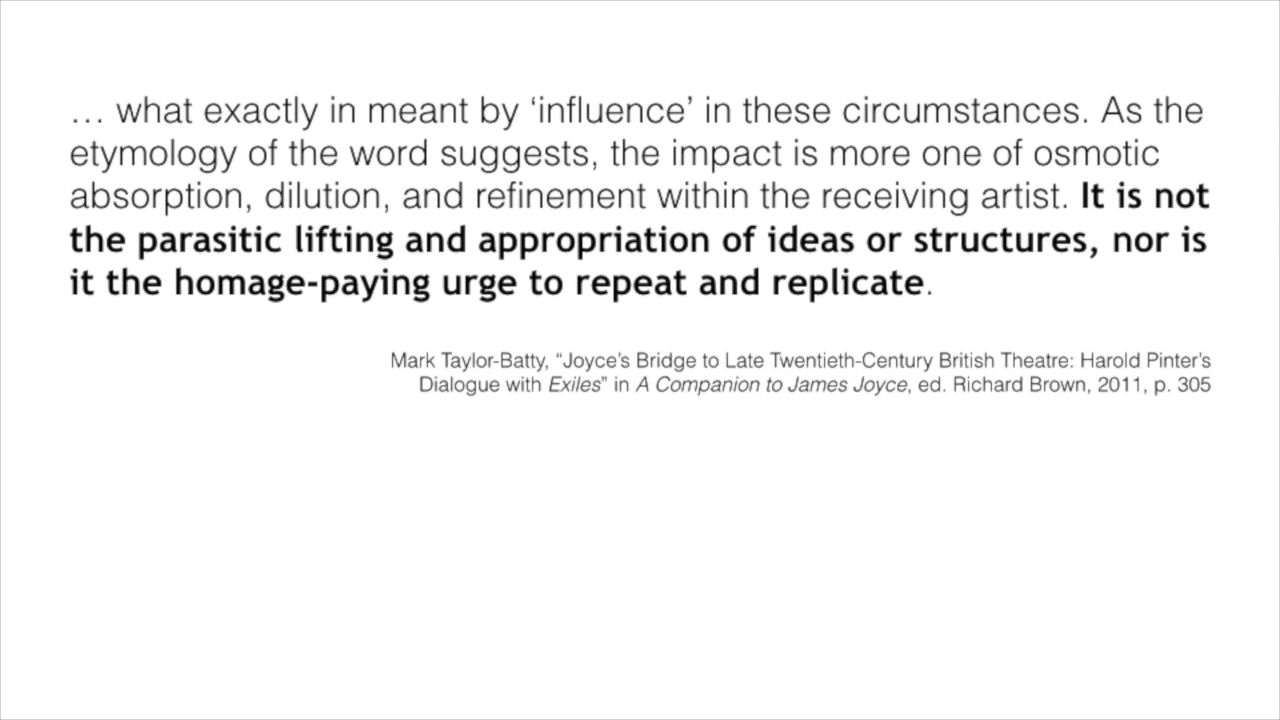 … what exactly in meant by ‘influence’ in these circumstances. As the
etymology of the word suggests, the impact is more one of osmotic
absorption, dilution, and refinement within the receiving artist. It is not
the parasitic lifting and appropriation of ideas or structures, nor is
it the homage-paying urge to repeat and replicate.
Mark Taylor-Batty, “Joyce’s Bridge to Late Twentieth-Century British Theatre: Harold Pinter’s
Dialogue with Exiles” in A Companion to James Joyce, ed. Richard Brown, 2011, p. 305